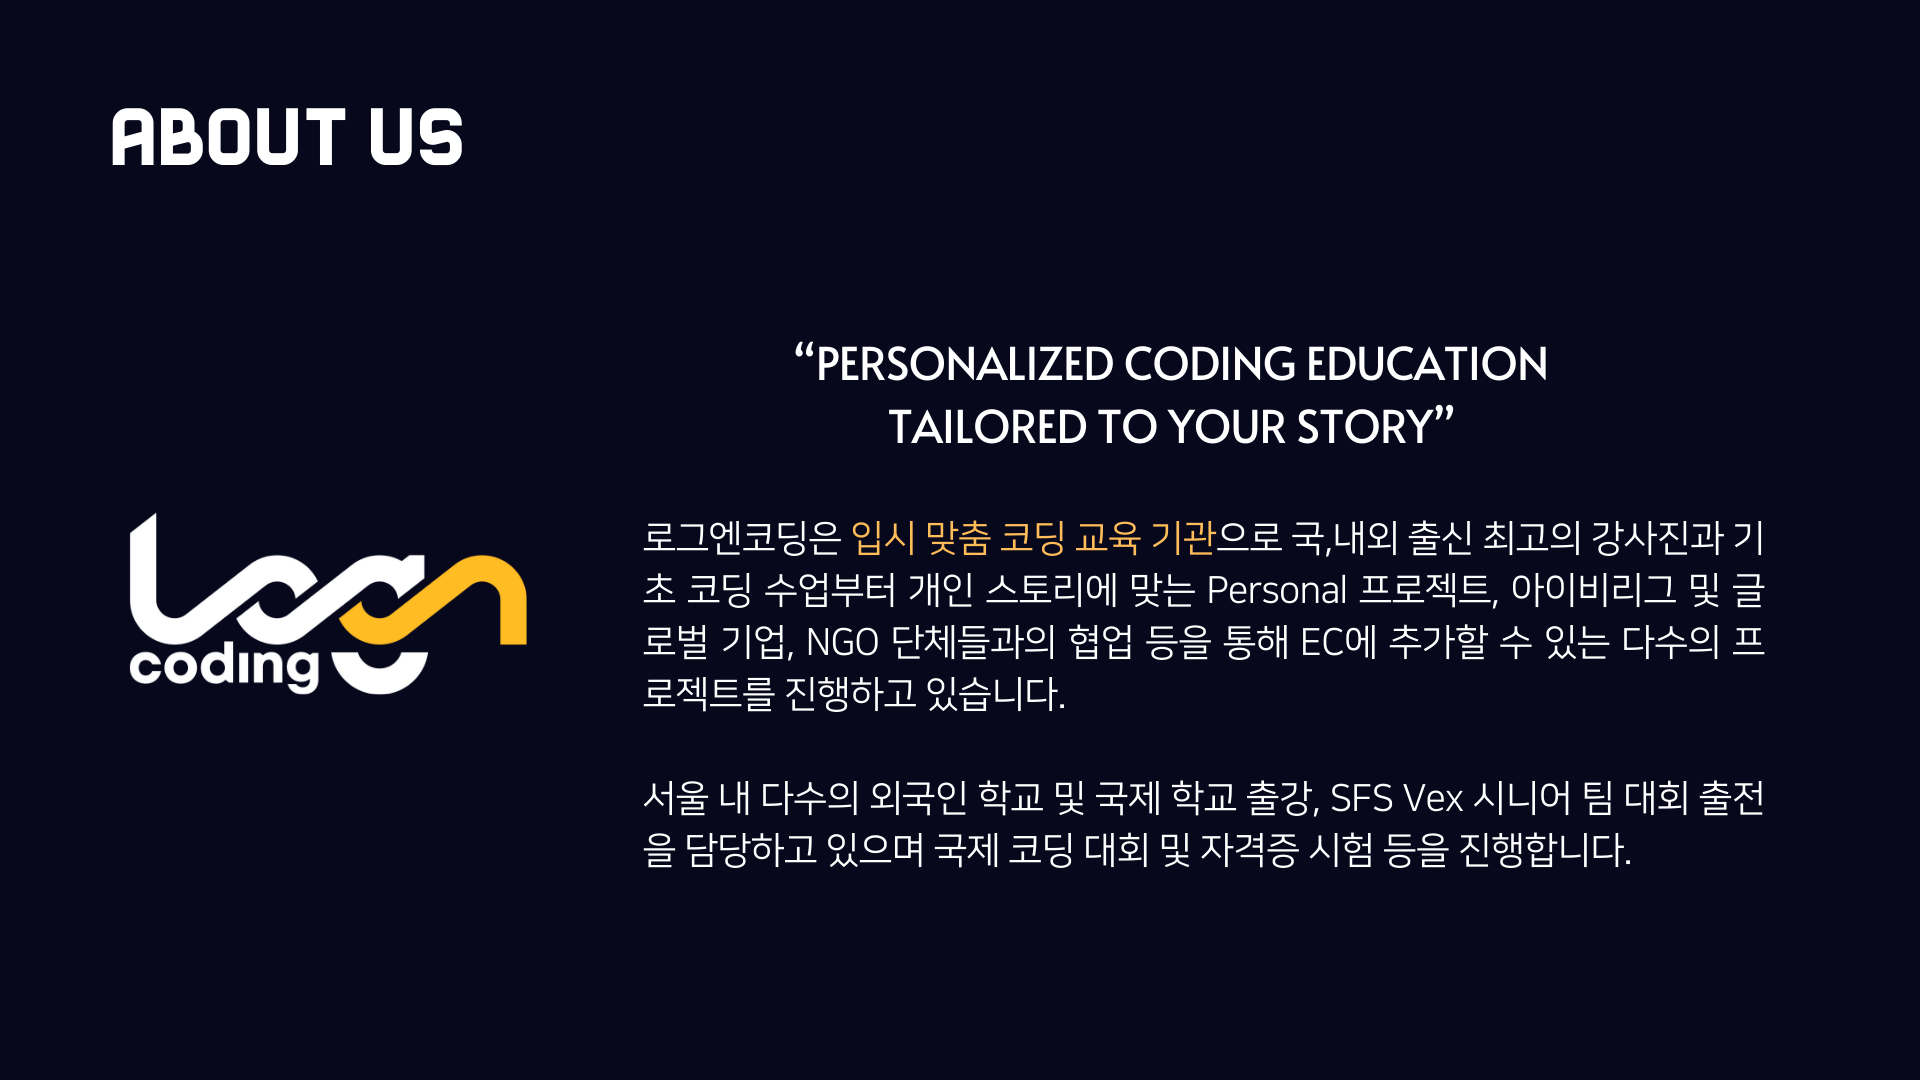 ABOUT US
“PERSONALIZED CODING EDUCATION
TAILORED TO YOUR STORY”
logn
coding
로그엔코딩은 입시 맞춤 코딩 교육 기관으로 국,내외 출신 최고의 강사진과 기
초 코딩 수업부터 개인 스토리에 맞는 Personal 프로젝트, 아이비리그 및 글
로벌 기업, NGO 단체들과의 협업 등을 통해 EC에 추가할 수 있는 다수의 프
로젝트를 진행하고 있습니다.
서울 내 다수의 외국인 학교 및 국제 학교 출강, SFS Vex 시니어 팀 대회 출전
을 담당하고 있으며 국제 코딩 대회 및 자격증 시험 등을 진행합니다.